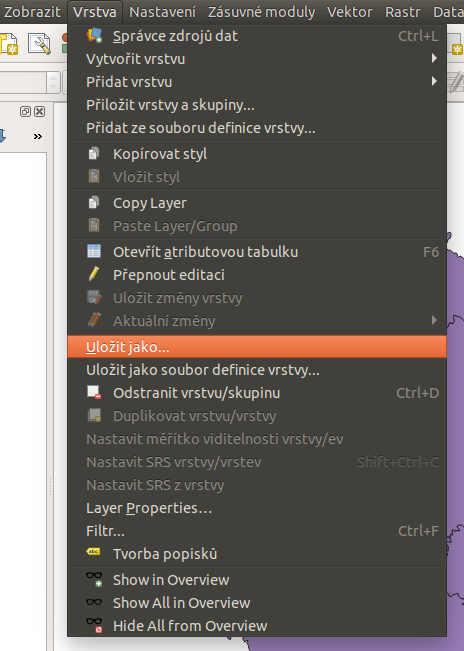 Zobrazit Vrstva Nastavení Zásuvné moduly Vektor Rastr Data
Správce zdrojů dat Ctrl+L
Vytvořit vrstvu
Přidat vrstvu
Přiložit vrstvy a skupiny...
Přidat ze souboru definice vrstvy...
Kopírovat styl
Vložit styl
Copy Layer
Paste Layer/Group
Otevřít atributovou tabulku F6
Přepnout editaci
Uložit změny vrstvy
Aktuální změny
Uložit jako...
Uložit jako soubor definice vrstvy...
Odstranit vrstvu/skupinu Ctrl+D
Duplikovat vrstvu/vrstvy
Nastavit měřítko viditelnosti vrstvy/ev
Nastavit SRS vrstvy/vrstev Shift+Ctrl+C
Nastavit SRS z vrstvy
Layer Properties...
Filtr... Ctrl+F
abc Tvorba popisků
Show in Overview
Show All in Overview
Hide All from Overview